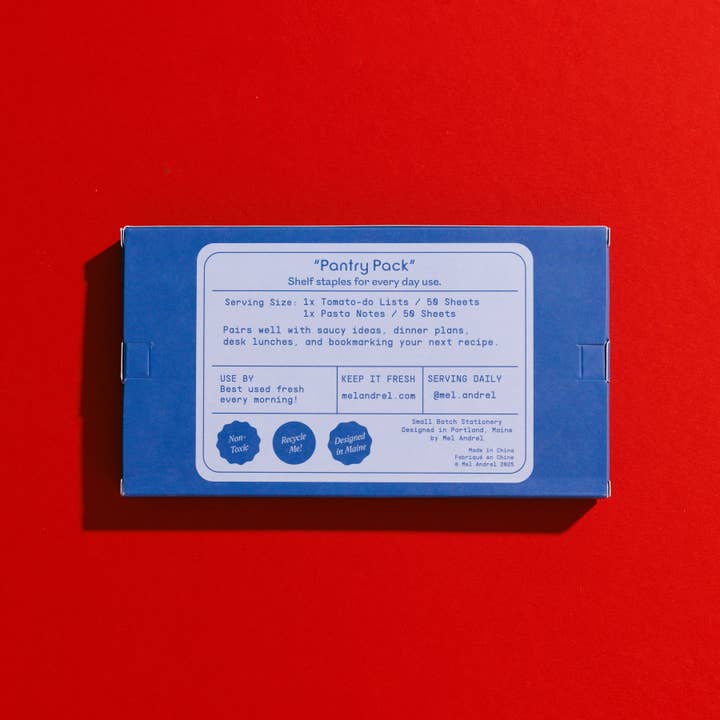 "Pantry Pack"
Shelf staples for every day use.
Serving Size: 1x Tomato-do Lists / 50 Sheets
1x Pasta Notes / 50 Sheets
Pairs well with saucy ideas, dinner plans,
desk lunches, and bookmarking your next recipe.
USE BY
Best used fresh
every morning!
KEEP IT FRESH
melandrel.com
SERVING DAILY
@mel.andrel
Non-
Toxic
Recycle
Me!
Designed
in Maine
Small Batch Stationery
Designed in Portland, Maine
by Mel Andrel
Made in China
Fabriqué en Chine
© Mel Andrel 2025